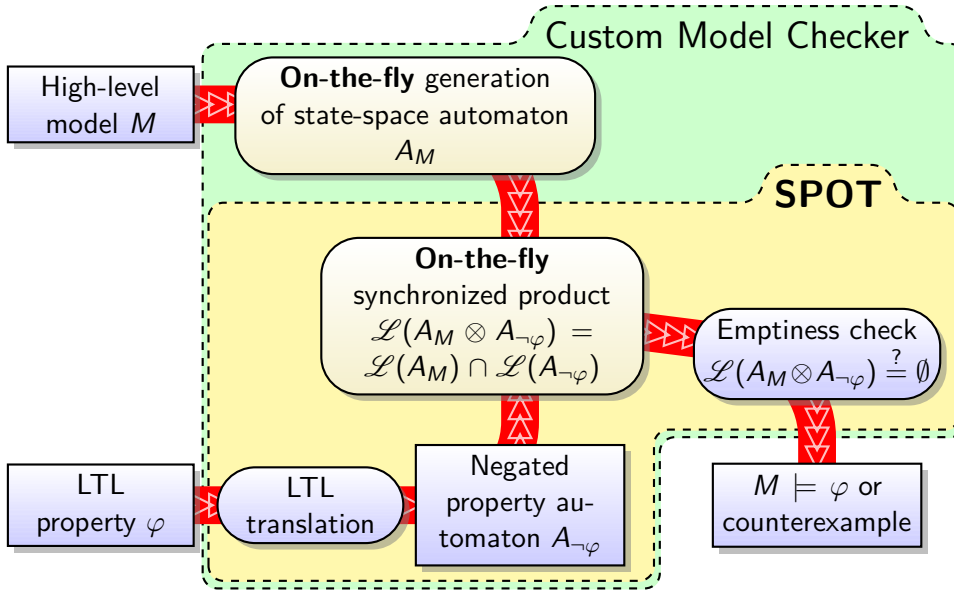 Custom Model Checker
High-level
model M
On-the-fly generation
of state-space automaton
A_M
SPOT
On-the-fly
synchronized product
ℒ(A_M ⊗ A_¬φ) =
ℒ(A_M) ∩ ℒ(A_¬φ)
Emptiness check
ℒ(A_M ⊗ A_¬φ) ≟ ∅
LTL
property φ
LTL
translation
Negated
property au-
tomaton A_¬φ
M ⊨ φ or
counterexample